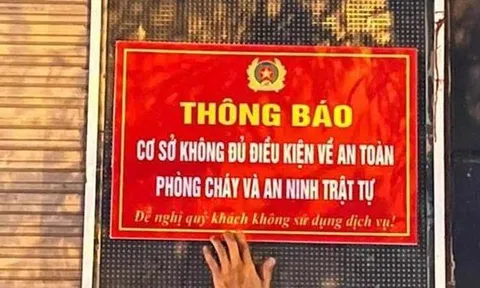 THÔNG BÁO
CƠ SỞ KHÔNG ĐỦ ĐIỀU KIỆN VỀ AN TOÀN
PHÒNG CHÁY VÀ AN NINH TRẬT TỰ
Đề nghị quý khách không sử dụng dịch vụ!